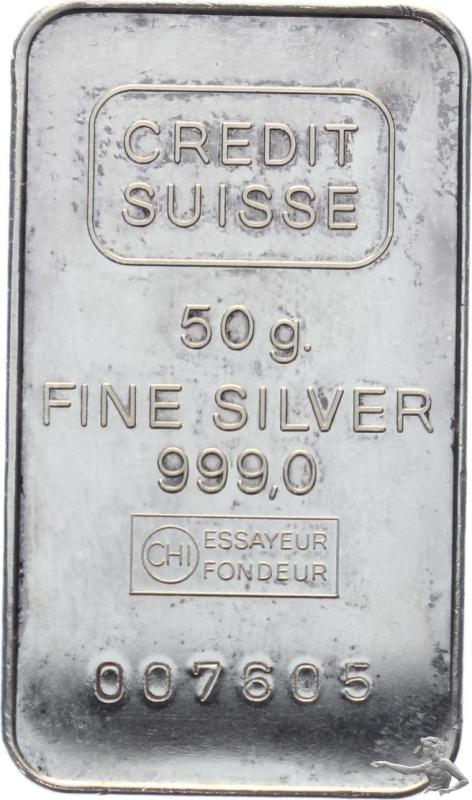 CREDIT
SUISSE
50 g.
FINE SILVER
999,0
CHI ESSAYEUR
FONDEUR
007605